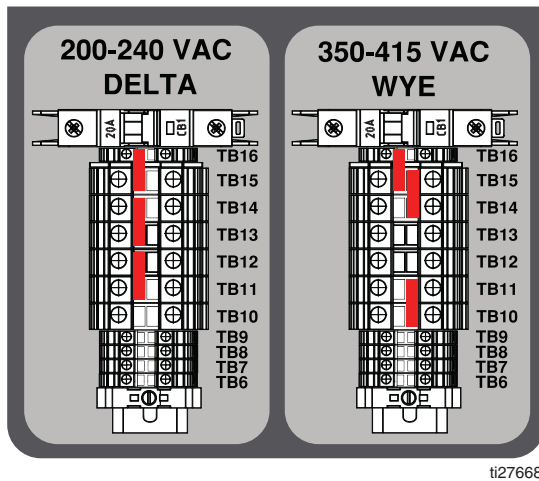 200-240 VAC
DELTA
20A
CB1
TB16
TB15
TB14
TB13
TB12
TB11
TB10
TB9
TB8
TB7
TB6
350-415 VAC
WYE
20A
CB1
TB16
TB15
TB14
TB13
TB12
TB11
TB10
TB9
TB8
TB7
TB6
ti27668